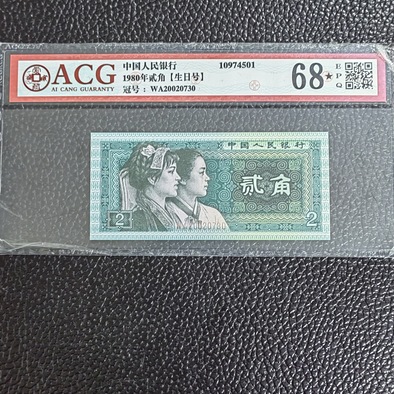 ACG
AI CANG GUARANTY
中国人民银行 10974501
1980年贰角【生日号】
冠号：WA20020730
68★
E
P
Q
中国人民银行
贰角
2 2